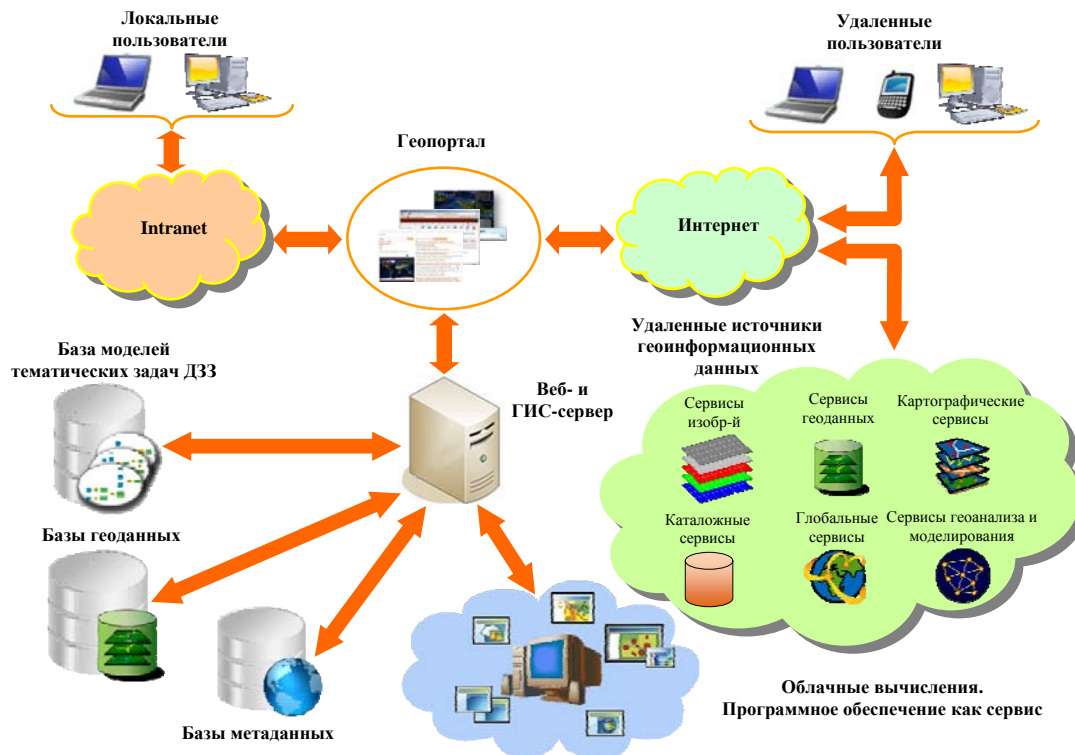 Локальные
пользователи
Удаленные
пользователи
Геопортал
Intranet
Интернет
Удаленные источники
геоинформационных
данных
База моделей
тематических задач ДЗЗ
Веб- и
ГИС-сервер
Сервисы
изобр-й
Сервисы
геоданных
Картографические
сервисы
Базы геоданных
Каталожные
сервисы
Глобальные
сервисы
Сервисы геоанализа и
моделирования
Базы метаданных
Облачные вычисления.
Программное обеспечение как сервис